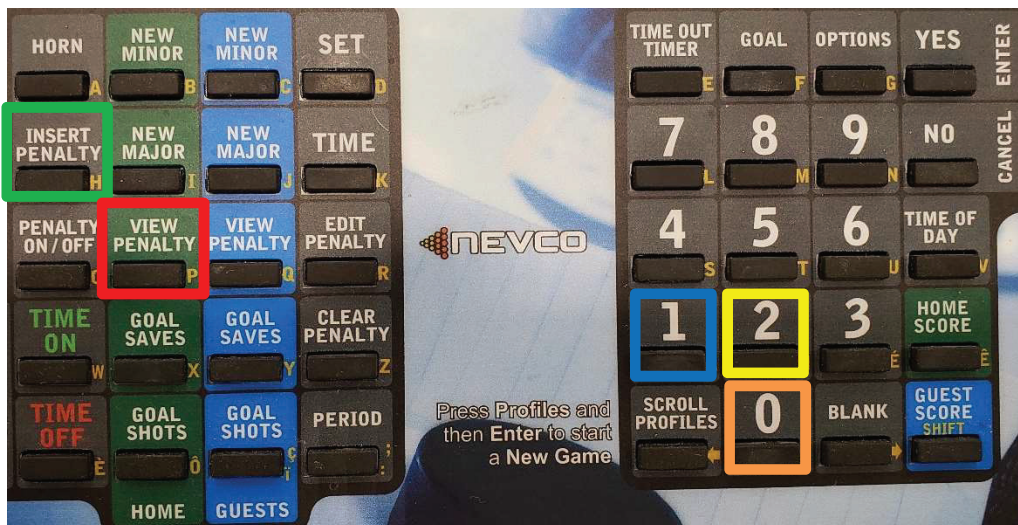 HORN
A
NEW
MINOR
B
NEW
MINOR
C
SET
D
TIME OUT
TIMER
E
GOAL
F
OPTIONS
G
YES
ENTER
INSERT
PENALTY
H
NEW
MAJOR
I
NEW
MAJOR
J
TIME
K
7
L
8
M
9
N
NO
CANCEL
PENALTY
ON / OFF
O
VIEW
PENALTY
P
VIEW
PENALTY
Q
EDIT
PENALTY
R
NEVCO
4
S
5
T
6
U
TIME OF
DAY
V
TIME
ON
W
GOAL
SAVES
X
GOAL
SAVES
Y
CLEAR
PENALTY
Z
1
2
3
É
HOME
SCORE
Ê
TIME
OFF
È
GOAL
SHOTS
Ô
GOAL
SHOTS
Ç
Ï
PERIOD
;
:
Press Profiles and
then Enter to start
a New Game
SCROLL
PROFILES
0
BLANK
GUEST
SCORE
SHIFT
HOME
GUESTS